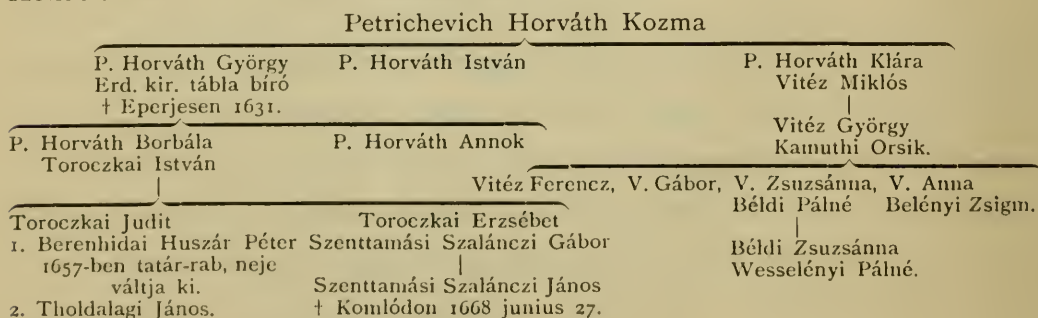 Petrichevich Horváth Kozma
P. Horváth György P. Horváth István P. Horváth Klára
Erd. kir. tábla bíró Vitéz Miklós
† Eperjesen 1631.
Vitéz György
P. Horváth Borbála P. Horváth Annok Kamuthi Orsik.
Toroczkai István
Vitéz Ferencz, V. Gábor, V. Zsuzsánna, V. Anna
Toroczkai Judit Toroczkai Erzsébet Béldi Pálné Belényi Zsigm.
1. Berenhidai Huszár Péter Szenttamási Szalánczi Gábor
1657-ben tatár-rab, neje Béldi Zsuzsánna
váltja ki. Szenttamási Szalánczi János Wesselényi Pálné.
2. Tholdalagi János. † Komlódon 1668 junius 27.